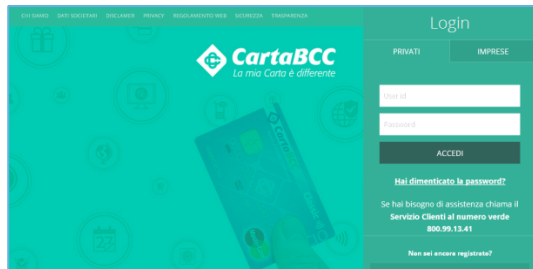 CHI SIAMO DATI SOCIETARI DISCLAIMER PRIVACY REGOLAMENTO WEB SICUREZZA TRASPARENZA
CartaBCC
La mia Carta è differente
CartaBCC
23
Login
PRIVATI IMPRESE
User id
Password
ACCEDI
Hai dimenticato la password?
Se hai bisogno di assistenza chiama il
Servizio Clienti al numero verde
800.99.13.41
Non sei ancora registrato?